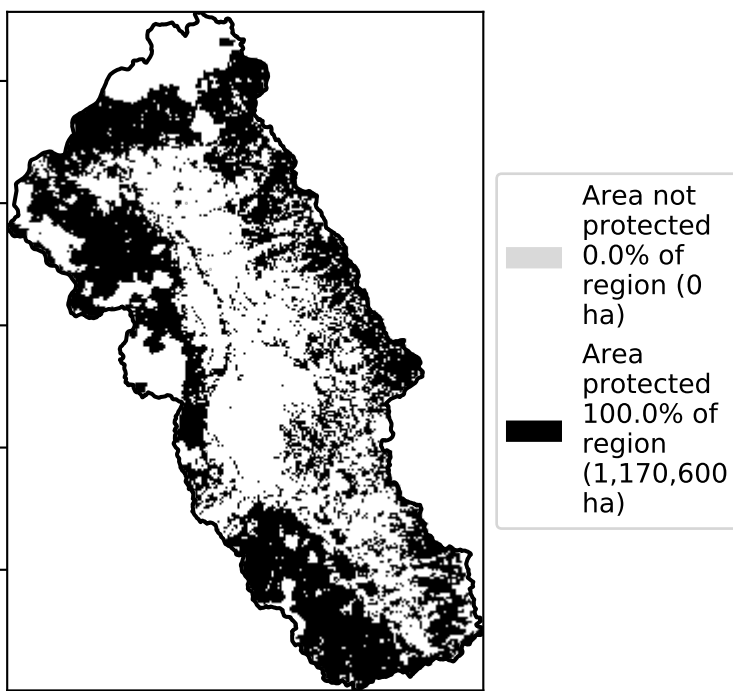 Area not
protected
0.0% of
region (0
ha)
Area
protected
100.0% of
region
(1,170,600
ha)